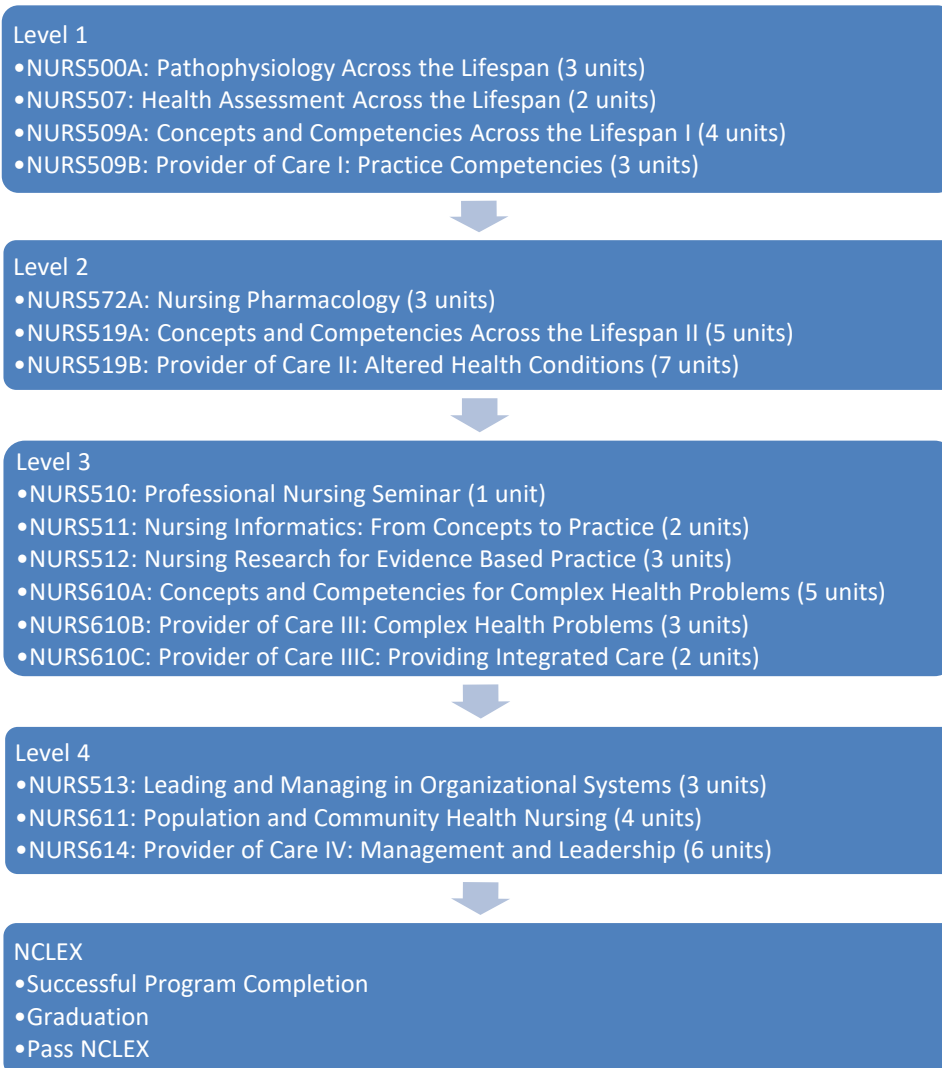 Level 1
•NURS500A: Pathophysiology Across the Lifespan (3 units)
•NURS507: Health Assessment Across the Lifespan (2 units)
•NURS509A: Concepts and Competencies Across the Lifespan I (4 units)
•NURS509B: Provider of Care I: Practice Competencies (3 units)
Level 2
•NURS572A: Nursing Pharmacology (3 units)
•NURS519A: Concepts and Competencies Across the Lifespan II (5 units)
•NURS519B: Provider of Care II: Altered Health Conditions (7 units)
Level 3
•NURS510: Professional Nursing Seminar (1 unit)
•NURS511: Nursing Informatics: From Concepts to Practice (2 units)
•NURS512: Nursing Research for Evidence Based Practice (3 units)
•NURS610A: Concepts and Competencies for Complex Health Problems (5 units)
•NURS610B: Provider of Care III: Complex Health Problems (3 units)
•NURS610C: Provider of Care IIIC: Providing Integrated Care (2 units)
Level 4
•NURS513: Leading and Managing in Organizational Systems (3 units)
•NURS611: Population and Community Health Nursing (4 units)
•NURS614: Provider of Care IV: Management and Leadership (6 units)
NCLEX
•Successful Program Completion
•Graduation
•Pass NCLEX